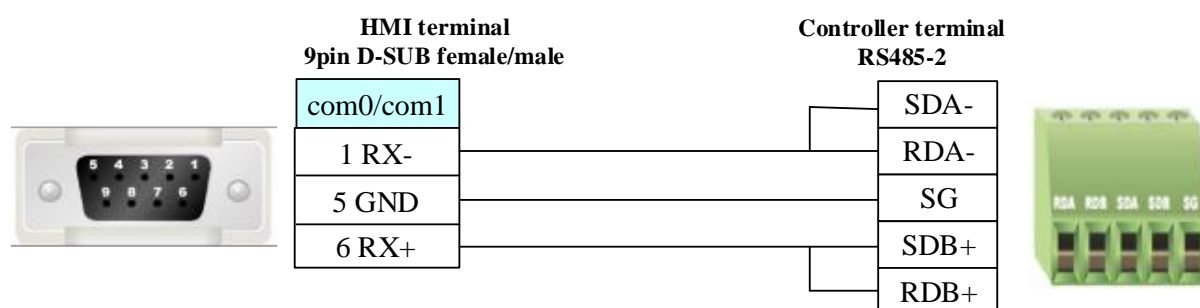 HMI terminal
9pin D-SUB female/male
Controller terminal
RS485-2
com0/com1
1 RX-
5 GND
6 RX+
SDA-
RDA-
SG
SDB+
RDB+
5 4 3 2 1
9 8 7 6
RDA RDB SDA SDB SG